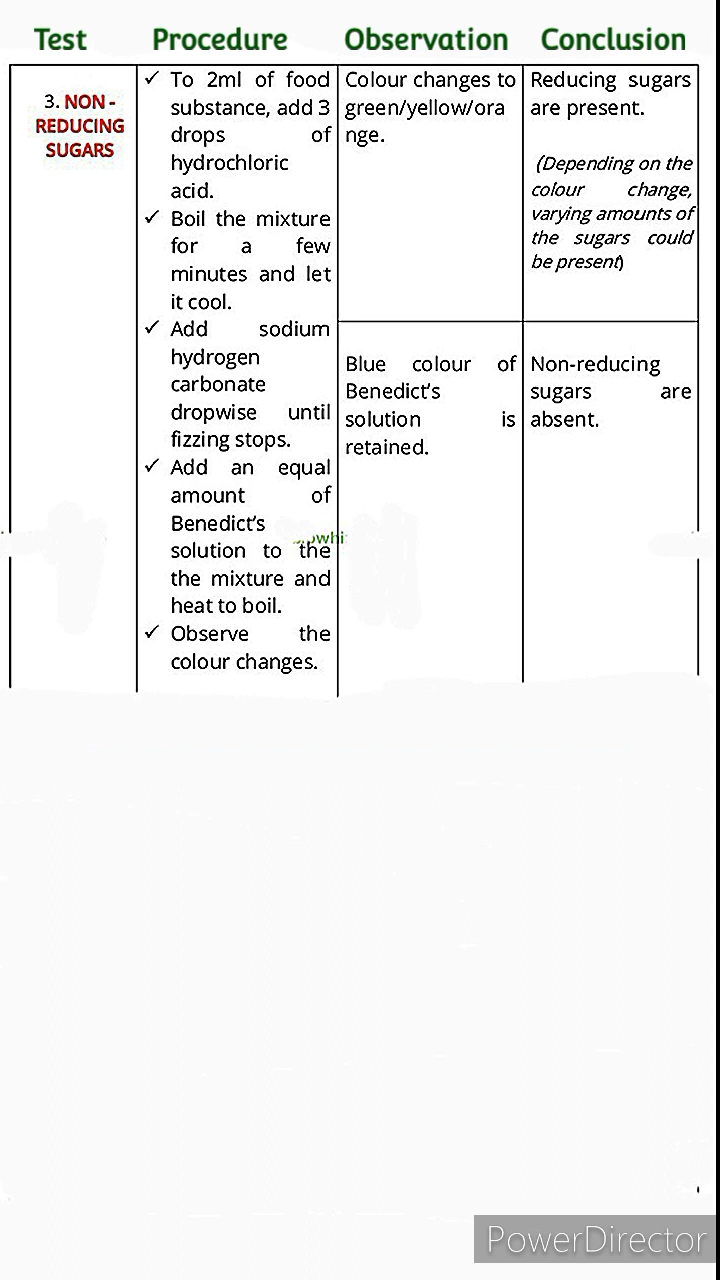 Test Procedure Observation Conclusion
3. NON -
REDUCING
SUGARS
✓ To 2ml of food
substance, add 3
drops of
hydrochloric
acid.
✓ Boil the mixture
for a few
minutes and let
it cool.
✓ Add sodium
hydrogen
carbonate
dropwise until
fizzing stops.
✓ Add an equal
amount of
Benedict's
solution to the
the mixture and
heat to boil.
✓ Observe the
colour changes.
Colour changes to
green/yellow/ora
nge.
Reducing sugars
are present.
(Depending on the
colour change,
varying amounts of
the sugars could
be present)
Blue colour of
Benedict's
solution is
retained.
Non-reducing
sugars are
absent.
PowerDirector